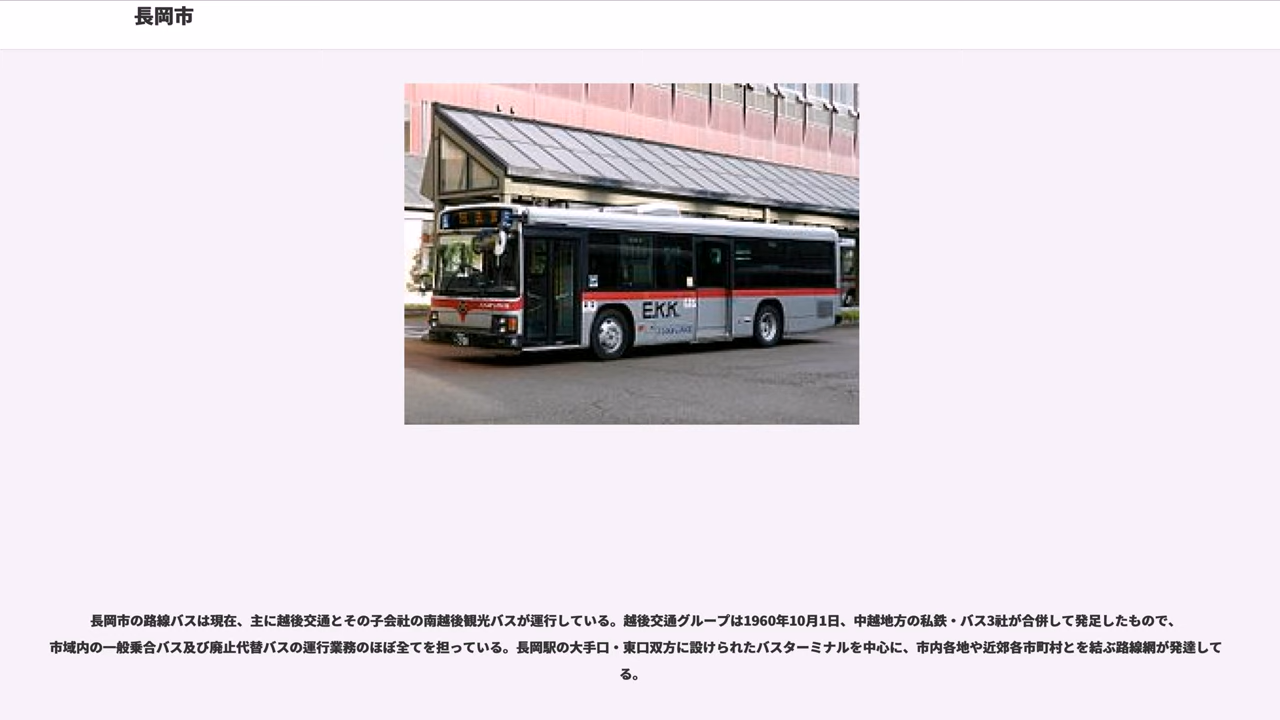 長岡市
E.K.K.
長岡市の路線バスは現在、主に越後交通とその子会社の南越後観光バスが運行している。越後交通グループは1960年10月1日、中越地方の私鉄・バス3社が合併して発足したもので、
市域内の一般乗合バス及び廃止代替バスの運行業務のほぼ全てを担っている。長岡駅の大手口・東口双方に設けられたバスターミナルを中心に、市内各地や近郊各市町村とを結ぶ路線網が発達して
る。